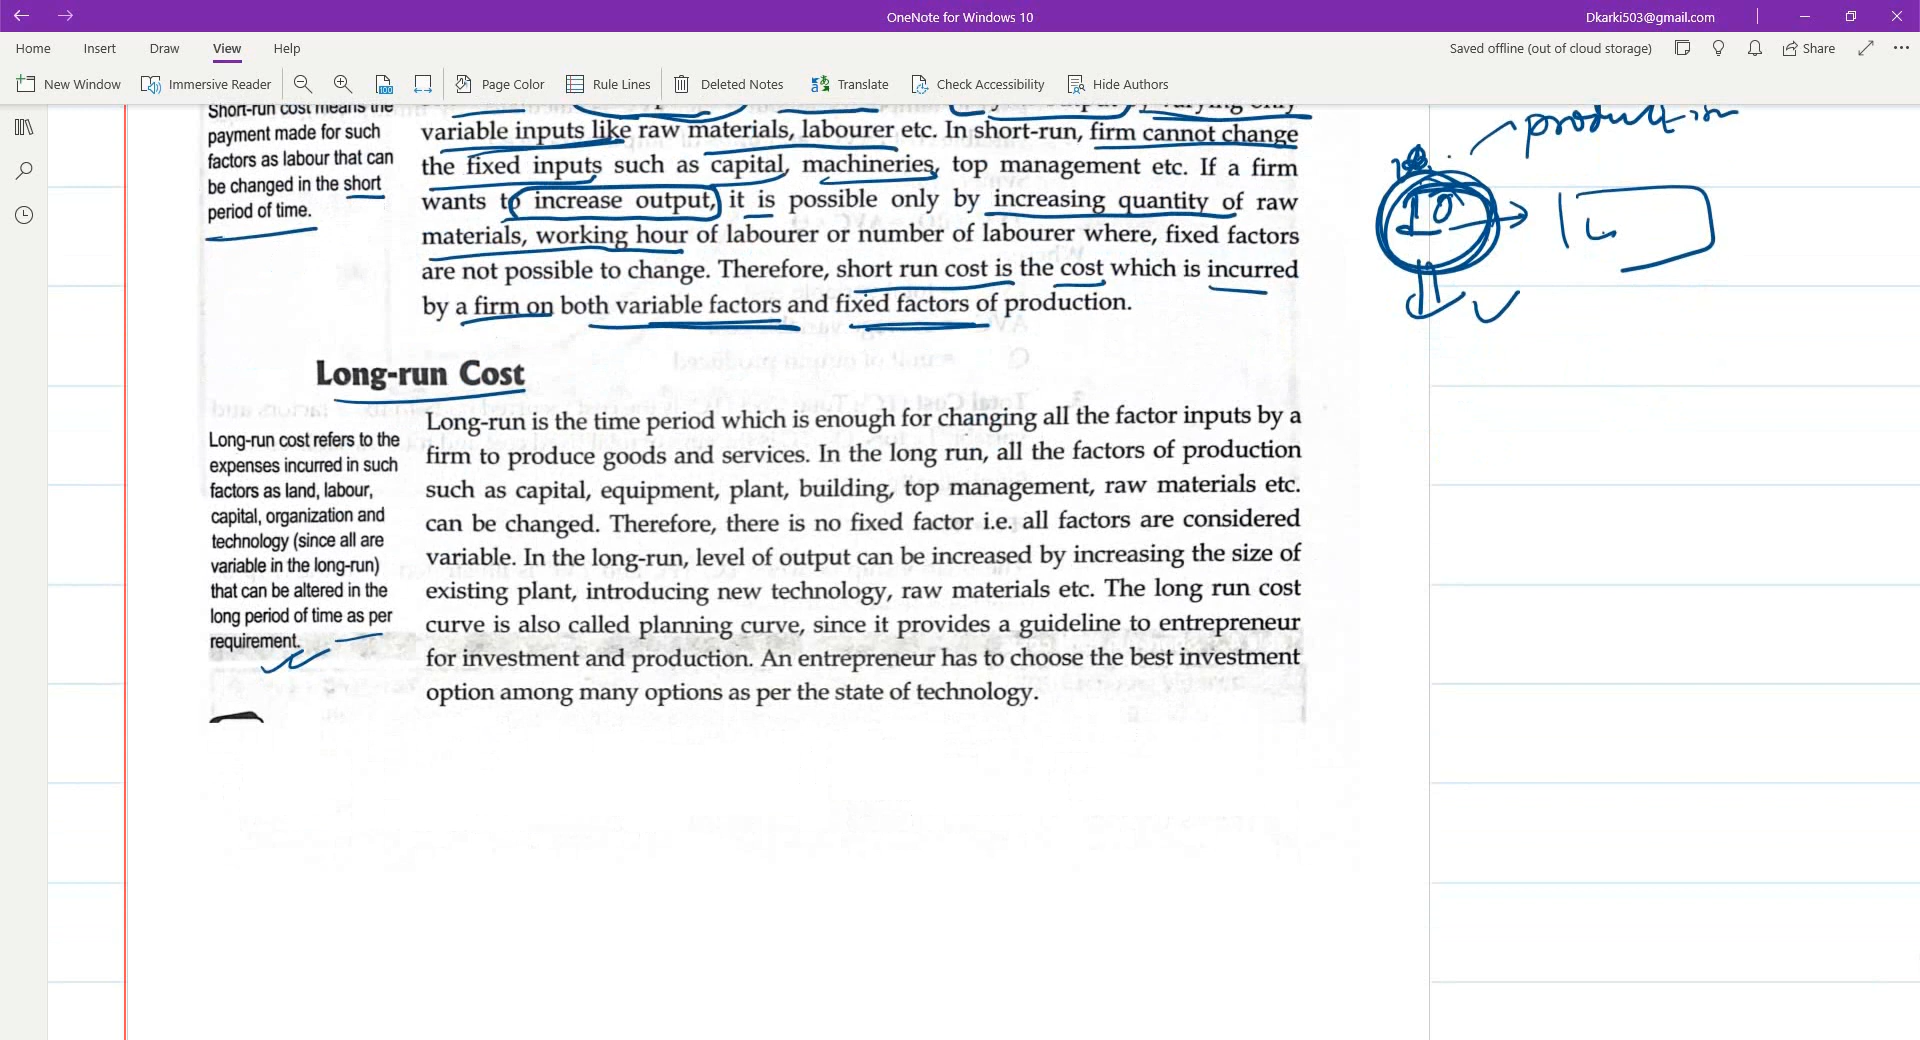 OneNote for Windows 10
Dkarki503@gmail.com
Home Insert Draw View Help
Saved offline (out of cloud storage)
Share
New Window Immersive Reader Page Color Rule Lines Deleted Notes Translate Check Accessibility Hide Authors
Short-run cost means the
payment made for such
factors as labour that can
be changed in the short
period of time.
varying only
variable inputs like raw materials, labourer etc. In short-run, firm cannot change
the fixed inputs such as capital, machineries, top management etc. If a firm
wants to increase output, it is possible only by increasing quantity of raw
materials, working hour of labourer or number of labourer where, fixed factors
are not possible to change. Therefore, short run cost is the cost which is incurred
by a firm on both variable factors and fixed factors of production.
production
10
Long-run Cost
Long-run cost refers to the
expenses incurred in such
factors as land, labour,
capital, organization and
technology (since all are
variable in the long-run)
that can be altered in the
long period of time as per
requirement.
Long-run is the time period which is enough for changing all the factor inputs by a
firm to produce goods and services. In the long run, all the factors of production
such as capital, equipment, plant, building, top management, raw materials etc.
can be changed. Therefore, there is no fixed factor i.e. all factors are considered
variable. In the long-run, level of output can be increased by increasing the size of
existing plant, introducing new technology, raw materials etc. The long run cost
curve is also called planning curve, since it provides a guideline to entrepreneur
for investment and production. An entrepreneur has to choose the best investment
option among many options as per the state of technology.